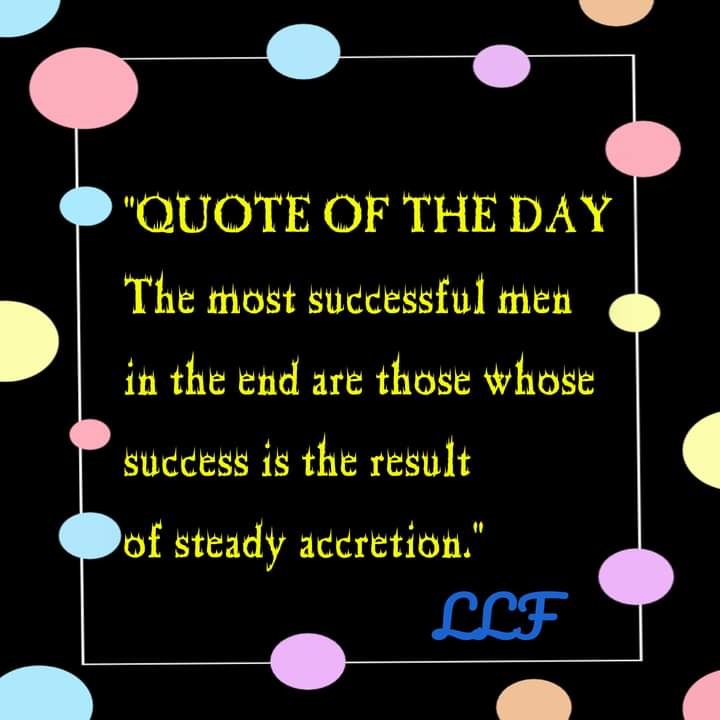 "QUOTE OF THE DAY
The most successful men
in the end are those whose
success is the result
of steady accretion."
LLF